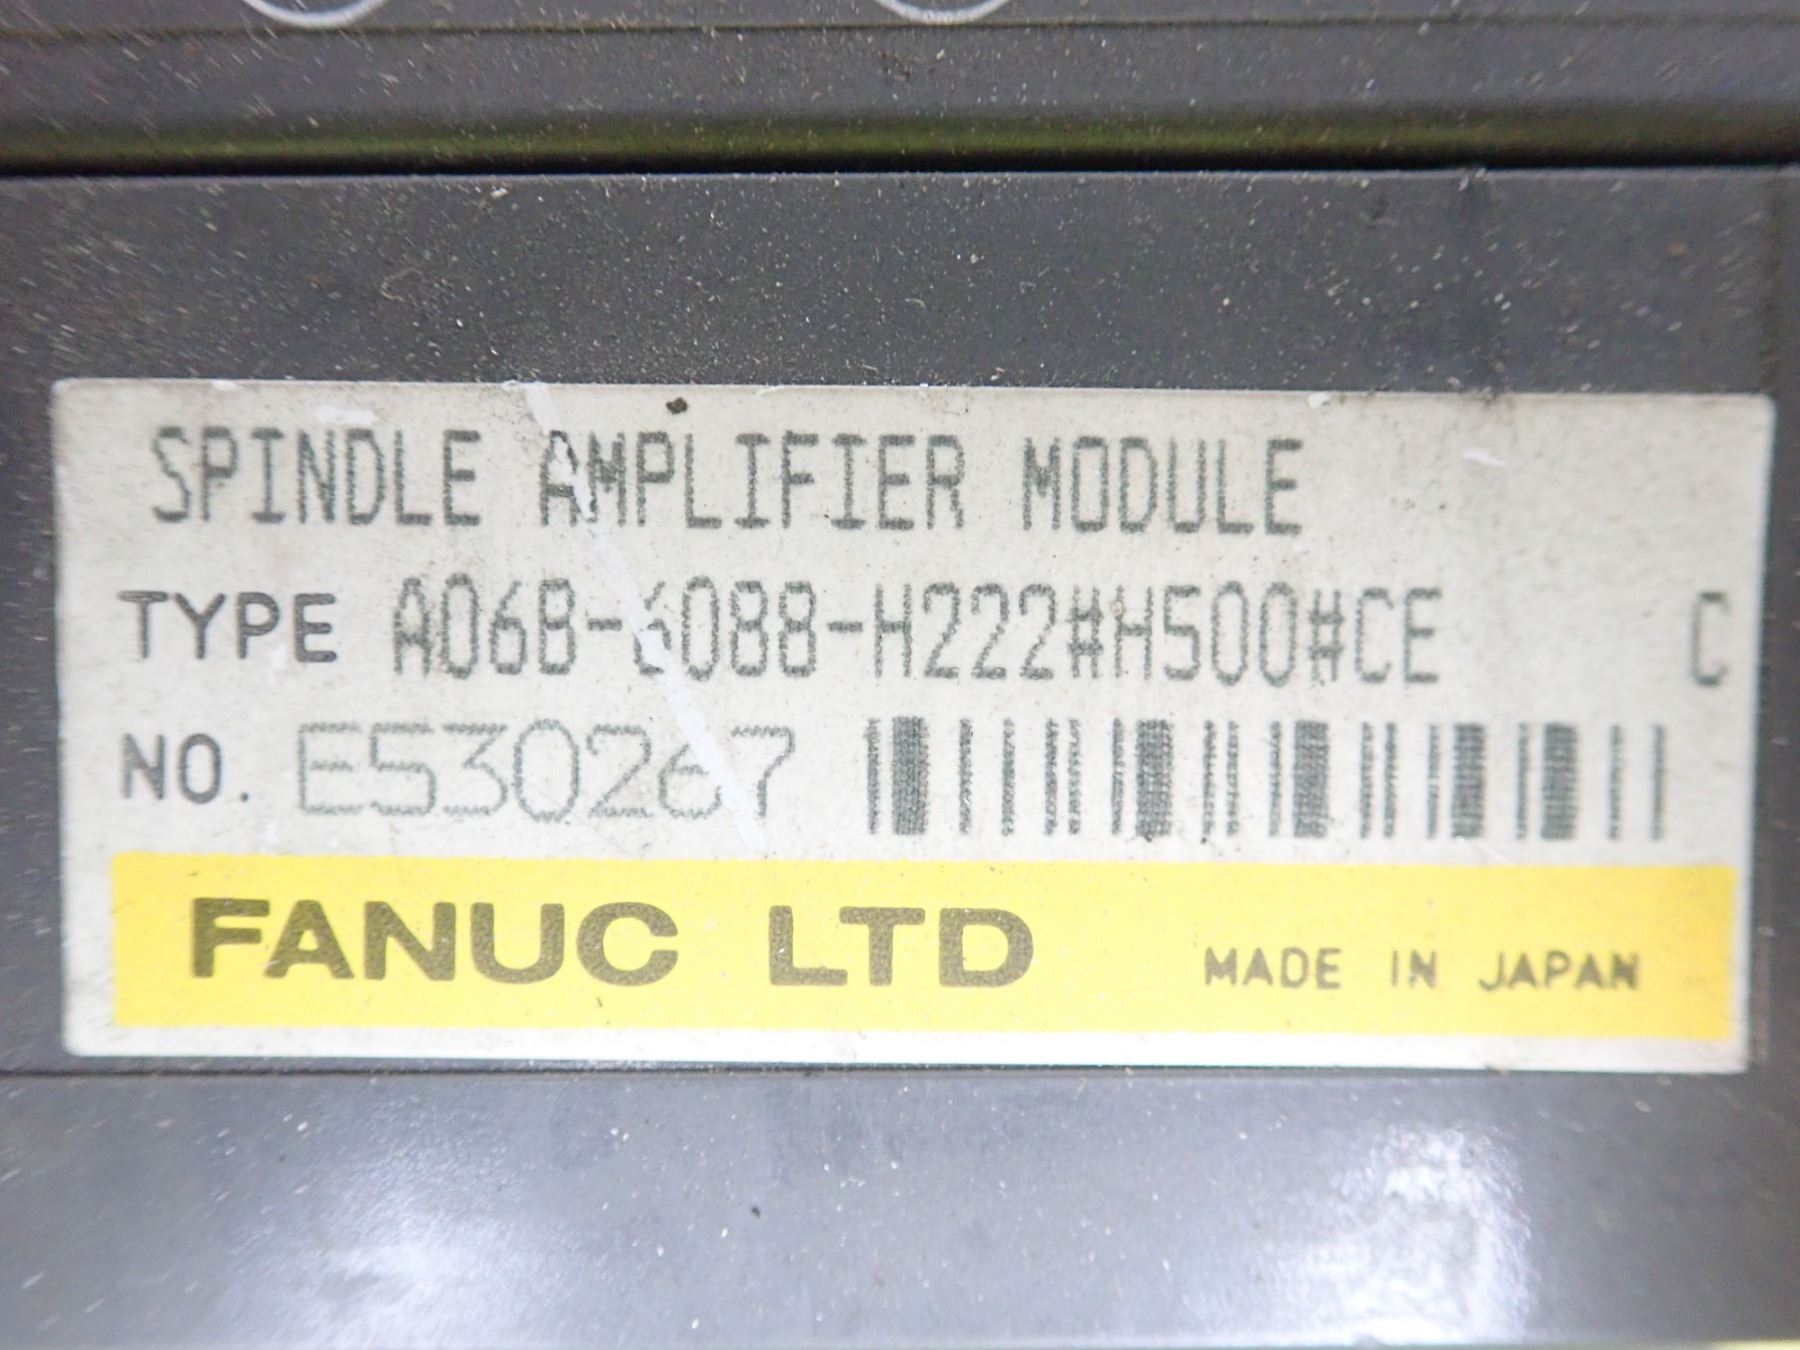 SPINDLE AMPLIFIER MODULE
TYPE A06B-6088-H222#H500#CE C
NO. E530267
FANUC LTD MADE IN JAPAN